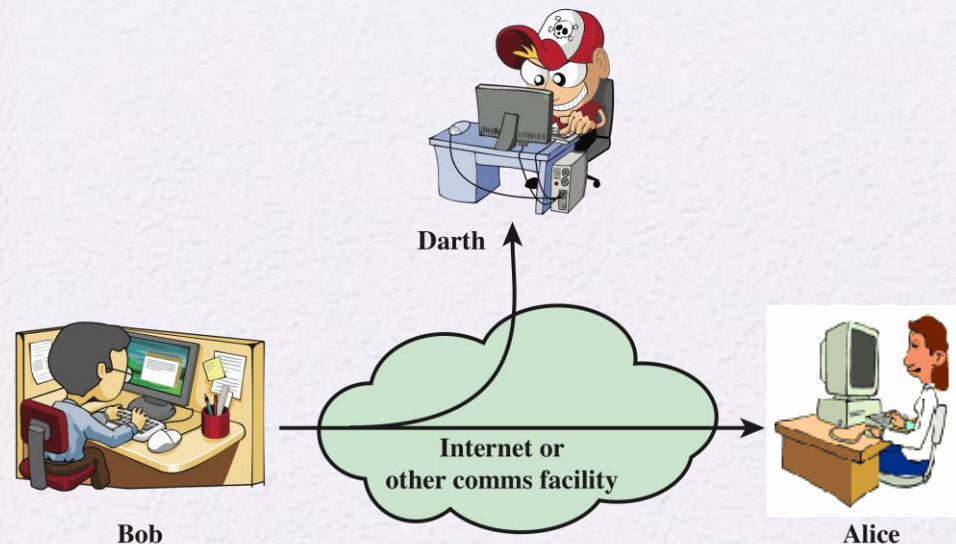 Darth
Internet or
other comms facility
Bob
Alice